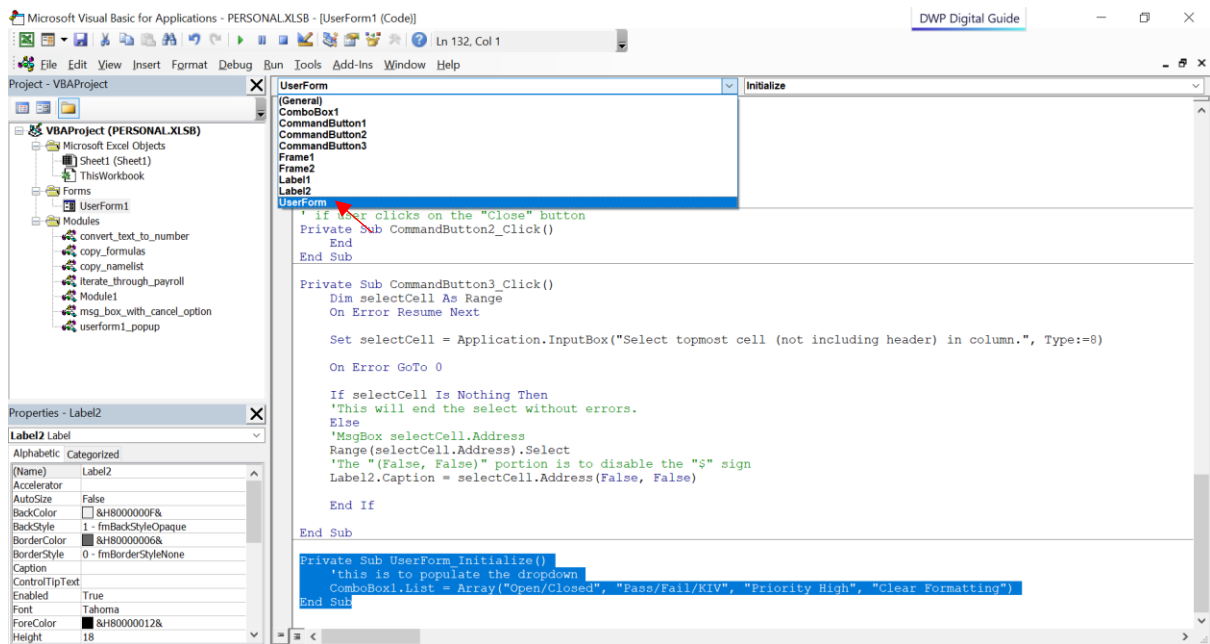 Microsoft Visual Basic for Applications - PERSONAL.XLSB - [UserForm1 (Code)]
DWP Digital Guide
Ln 132, Col 1
File Edit View Insert Format Debug Run Tools Add-Ins Window Help
Project - VBAProject
VBAProject (PERSONAL.XLSB)
Microsoft Excel Objects
Sheet1 (Sheet1)
ThisWorkbook
Forms
UserForm1
Modules
convert_text_to_number
copy_formulas
copy_namelist
iterate_through_payroll
Module1
msg_box_with_cancel_option
userform1_popup
Properties - Label2
Label2 Label
Alphabetic Categorized
(Name) Label2
Accelerator
AutoSize False
BackColor &H8000000F&
BackStyle 1 - fmBackStyleOpaque
BorderColor &H80000006&
BorderStyle 0 - fmBorderStyleNone
Caption
ControlTipText
Enabled True
Font Tahoma
ForeColor &H80000012&
Height 18
UserForm Initialize
(General)
ComboBox1
CommandButton1
CommandButton2
CommandButton3
Frame1
Frame2
Label1
Label2
UserForm
' if user clicks on the "Close" button
Private Sub CommandButton2_Click()
End
End Sub
Private Sub CommandButton3_Click()
Dim selectCell As Range
On Error Resume Next
Set selectCell = Application.InputBox("Select topmost cell (not including header) in column.", Type:=8)
On Error GoTo 0
If selectCell Is Nothing Then
'This will end the select without errors.
Else
'MsgBox selectCell.Address
Range(selectCell.Address).Select
'The "(False, False)" portion is to disable the "$" sign
Label2.Caption = selectCell.Address(False, False)
End If
End Sub
Private Sub UserForm_Initialize()
'this is to populate the dropdown
ComboBox1.List = Array("Open/Closed", "Pass/Fail/KIV", "Priority High", "Clear Formatting")
End Sub